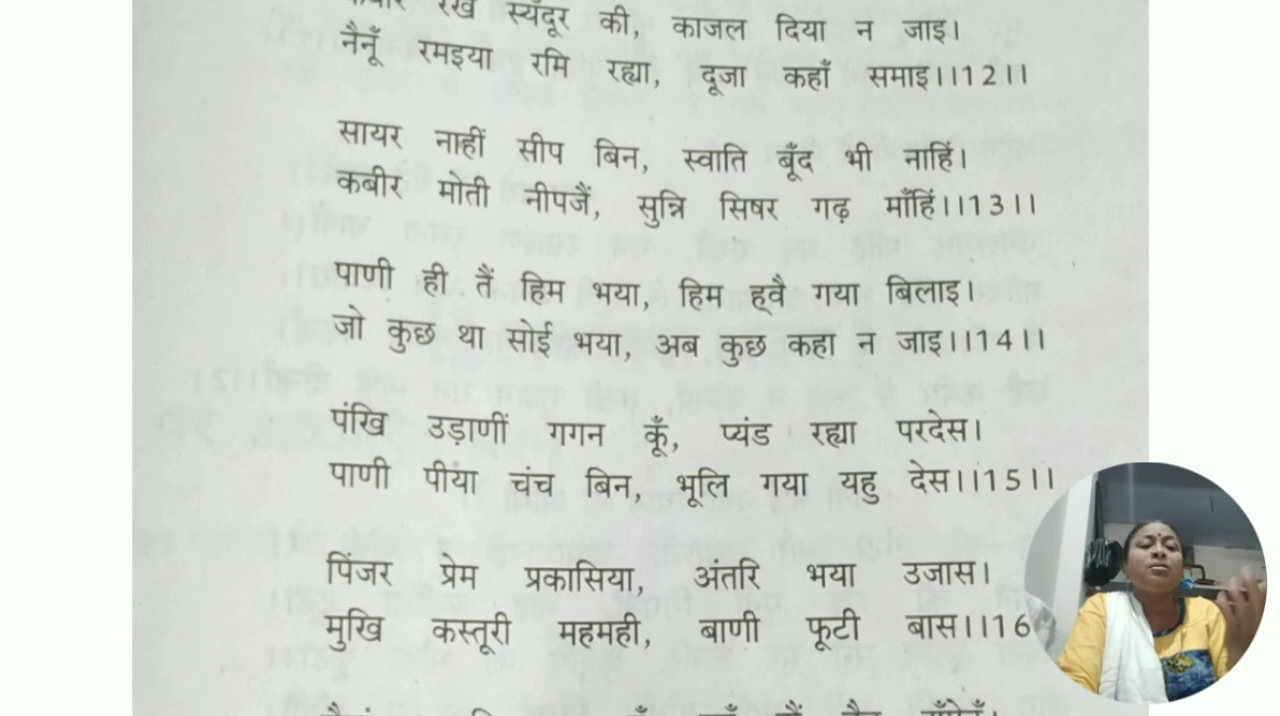 रेख स्यँदूर की, काजल दिया न जाइ।
नैनूँ रमइया रमि रह्या, दूजा कहाँ समाइ।।12।।
सायर नाहीं सीप बिन, स्वाति बूँद भी नाहिं।
कबीर मोती नीपजैं, सुन्नि सिषर गढ़ माँहिं।।13।।
पाणी ही तैं हिम भया, हिम ह्वै गया बिलाइ।
जो कुछ था सोई भया, अब कुछ कहा न जाइ।।14।।
पंखि उड़ाणीं गगन कूँ, प्यंड रह्या परदेस।
पाणी पीया चंच बिन, भूलि गया यहु देस।।15।।
पिंजर प्रेम प्रकासिया, अंतरि भया उजास।
मुखि कस्तूरी महमही, बाणी फूटी बास।।16